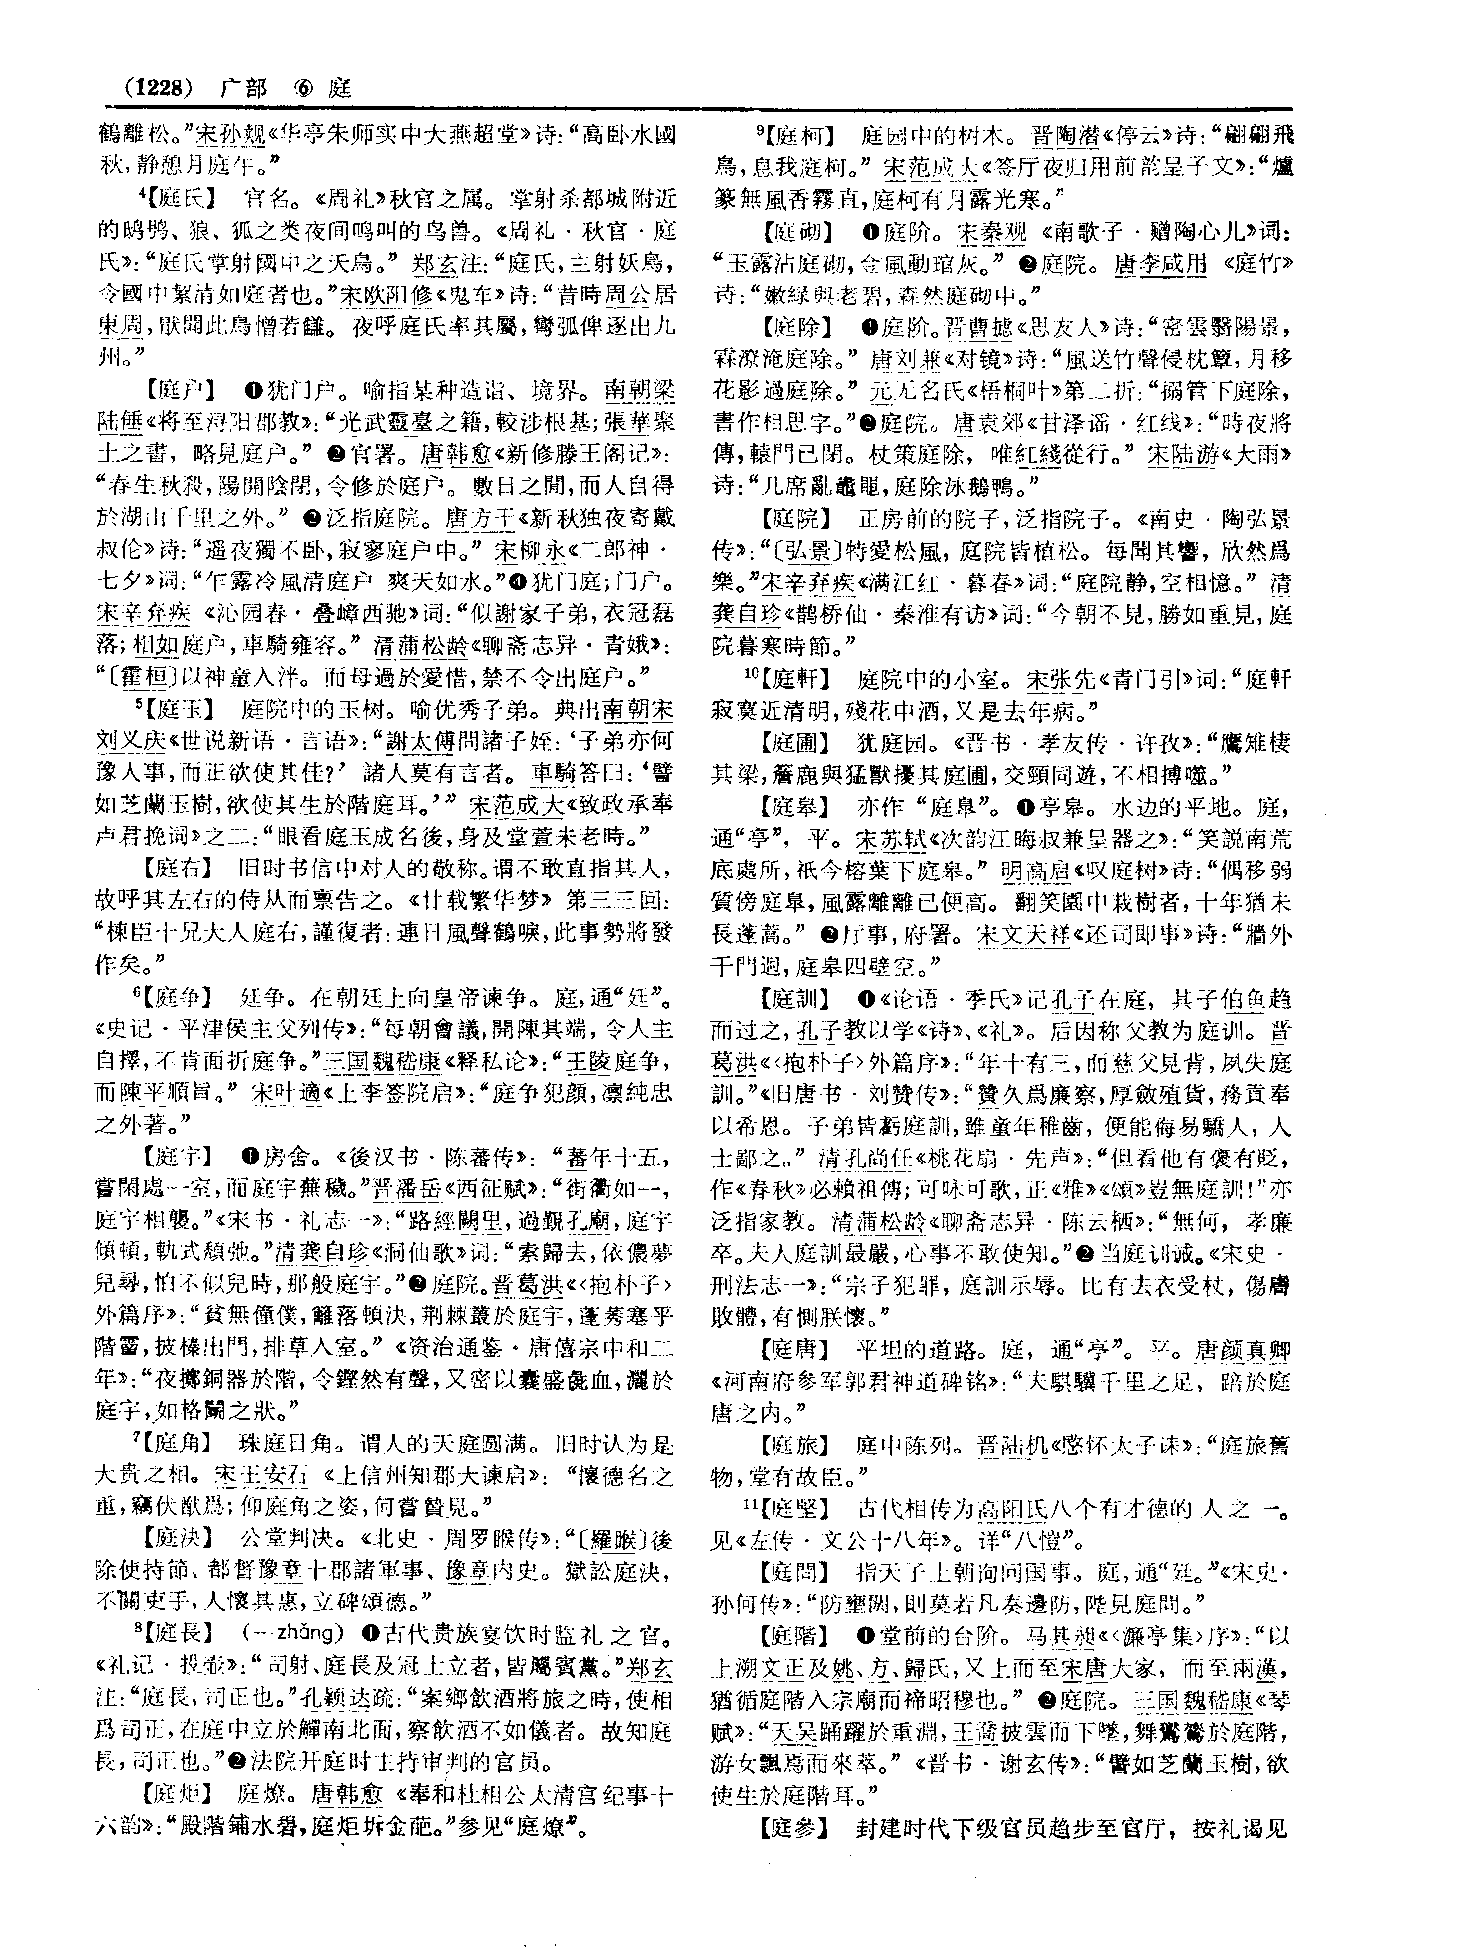 (1228) 广部 ⑥ 庭
鶴離松。”宋孙觌《华亭朱师实中大燕超堂》诗:“高卧水國
秋,静憩月庭午。”
⁴【庭氏】 官名。《周礼》秋官之属。掌射杀都城附近
的鸱鸮、狼、狐之类夜间鸣叫的鸟兽。《周礼·秋官·庭
氏》:“庭氏掌射國中之夭鳥。”郑玄注:“庭氏,主射妖鳥,
令國中絜清如庭者也。”宋欧阳修《鬼车》诗:“昔時周公居
東周,厭聞此鳥憎若讎。夜呼庭氏率其屬,彎弧俾逐出九
州。”
【庭户】 ❶犹门户。喻指某种造诣、境界。南朝梁
陆倕《将至浔阳郡教》:“光武靈臺之籍,較涉根基;張華聚
土之書,略見庭户。”❷官署。唐韩愈《新修滕王阁记》:
“春生秋殺,陽開陰閉,令修於庭户。數日之間,而人自得
於湖山千里之外。”❸泛指庭院。唐方干《新秋独夜寄戴
叔伦》诗:“遥夜獨不卧,寂寥庭户中。”宋柳永《二郎神·
七夕》词:“乍露冷風清庭户 爽天如水。”❹犹门庭;门户。
宋辛弃疾《沁园春·叠嶂西驰》词:“似謝家子弟,衣冠磊
落;相如庭户,車騎雍容。”清蒲松龄《聊斋志异·青娥》:
“〔霍桓〕以神童入泮。而母過於愛惜,禁不令出庭户。”
⁵【庭玉】 庭院中的玉树。喻优秀子弟。典出南朝宋
刘义庆《世说新语·言语》:“謝太傅問諸子姪:‘子弟亦何
豫人事,而正欲使其佳?’諸人莫有言者。車騎答曰:‘譬
如芝蘭玉樹,欲使其生於階庭耳。’”宋范成大《致政承奉
卢君挽词》之二:“眼看庭玉成名後,身及堂萱未老時。”
【庭右】 旧时书信中对人的敬称。谓不敢直指其人,
故呼其左右的侍从而禀告之。《廿载繁华梦》第三三回:
“棟臣十兄大人庭右,謹復者:連日風聲鶴唳,此事勢將發
作矣。”
⁶【庭争】 廷争。在朝廷上向皇帝谏争。庭,通“廷”。
《史记·平津侯主父列传》:“每朝會議,開陳其端,令人主
自擇,不肯面折庭争。”三国魏嵇康《释私论》:“王陵庭争,
而陳平順旨。”宋叶適《上李签院启》:“庭争犯顔,凛純忠
之外著。”
【庭宇】 ❶房舍。《後汉书·陈蕃传》:“蕃年十五,
嘗閑處一室,而庭宇蕪穢。”晋潘岳《西征赋》:“街衢如一,
庭宇相襲。”《宋书·礼志一》:“路經闕里,過覲孔廟,庭宇
傾頓,軌式頹弛。”清龚自珍《洞仙歌》词:“索歸去,依儂夢
兒尋,怕不似兒時,那般庭宇。”❷庭院。晋葛洪《〈抱朴子〉
外篇序》:“貧無僮僕,籬落頓決,荆棘叢於庭宇,蓬莠塞乎
階霤,披榛出門,排草入室。”《资治通鉴·唐僖宗中和二
年》:“夜擲銅器於階,令鏗然有聲,又密以囊盛彘血,灑於
庭宇,如格鬭之狀。”
⁷【庭角】 珠庭日角。谓人的天庭圆满。旧时认为是
大贵之相。宋王安石《上信州知郡大谏启》:“懷德名之
重,竊伏猷爲;仰庭角之姿,何嘗贄見。”
【庭決】 公堂判决。《北史·周罗睺传》:“〔羅睺〕後
除使持節、都督豫章十郡諸軍事、豫章内史。獄訟庭決,
不關吏手,人懷其惠,立碑頌德。”
⁸【庭長】 (—zhǎng) ❶古代贵族宴饮时监礼之官。
《礼记·投壶》:“司射、庭長及冠士立者,皆屬賓黨。”郑玄
注:“庭長,司正也。”孔颖达疏:“案鄉飲酒將旅之時,使相
爲司正,在庭中立於觶南北面,察飲酒不如儀者。故知庭
長,司正也。”❷法院开庭时主持审判的官员。
【庭炬】 庭燎。唐韩愈《奉和杜相公太清宫纪事十
六韵》:“殿階鋪水碧,庭炬坼金葩。”参见“庭燎”。
⁹【庭柯】 庭园中的树木。晋陶潜《停云》诗:“翩翩飛
鳥,息我庭柯。”宋范成大《签厅夜归用前韵呈子文》:“爐
篆無風香霧直,庭柯有月露光寒。”
【庭砌】 ❶庭阶。宋秦观《南歌子·赠陶心儿》词:
“玉露沾庭砌,金風動琯灰。”❷庭院。唐李咸用《庭竹》
诗:“嫩緑與老碧,森然庭砌中。”
【庭除】 ❶庭阶。晋曹摅《思友人》诗:“密雲翳陽景,
霖潦淹庭除。”唐刘兼《对镜》诗:“風送竹聲侵枕簟,月移
花影過庭除。”元无名氏《梧桐叶》第二折:“搦管下庭除,
書作相思字。”❷庭院。唐袁郊《甘泽谣·红线》:“時夜將
傳,轅門已閉。杖策庭除,唯紅綫從行。”宋陆游《大雨》
诗:“几席亂鼃黽,庭除泳鵝鴨。”
【庭院】 正房前的院子,泛指院子。《南史·陶弘景
传》:“〔弘景〕特愛松風,庭院皆植松。每聞其響,欣然爲
樂。”宋辛弃疾《满江红·暮春》词:“庭院静,空相憶。”清
龚自珍《鹊桥仙·秦淮有访》词:“今朝不見,勝如重見,庭
院暮寒時節。”
¹⁰【庭軒】 庭院中的小室。宋张先《青门引》词:“庭軒
寂寞近清明,殘花中酒,又是去年病。”
【庭圃】 犹庭园。《晋书·孝友传·许孜》:“鷹雉棲
其梁,麏鹿與猛獸擾其庭圃,交頸同遊,不相搏噬。”
【庭皋】 亦作“庭臯”。❶亭皋。水边的平地。庭,
通“亭”,平。宋苏轼《次韵江晦叔兼呈器之》:“笑説南荒
底處所,衹今榕葉下庭皋。”明高启《叹庭树》诗:“偶移弱
質傍庭臯,風露離離已便高。翻笑園中栽樹者,十年猶未
長蓬蒿。”❷厅事,府署。宋文天祥《还司即事》诗:“牆外
千門迥,庭皋四壁空。”
【庭訓】 ❶《论语·季氏》记孔子在庭,其子伯鱼趋
而过之,孔子教以学《诗》、《礼》。后因称父教为庭训。晋
葛洪《〈抱朴子〉外篇序》:“年十有三,而慈父見背,夙失庭
訓。”《旧唐书·刘赞传》:“贊久爲廉察,厚斂殖貨,務貢奉
以希恩。子弟皆虧庭訓,雖童年稚齒,便能侮易驕人,人
士鄙之。”清孔尚任《桃花扇·先声》:“但看他有褒有貶,
作《春秋》必賴祖傳;可咏可歌,正《雅》《頌》豈無庭訓!”亦
泛指家教。清蒲松龄《聊斋志异·陈云栖》:“無何,孝廉
卒。夫人庭訓最嚴,心事不敢使知。”❷当庭训诫。《宋史·
刑法志一》:“宗子犯罪,庭訓示辱。比有去衣受杖,傷膚
敗體,有惻朕懷。”
【庭唐】 平坦的道路。庭,通“亭”。平。唐颜真卿
《河南府参军郭君神道碑铭》:“夫騏驥千里之足,踣於庭
唐之内。”
【庭旅】 庭中陈列。晋陆机《愍怀太子诔》:“庭旅舊
物,堂有故臣。”
¹¹【庭堅】 古代相传为高阳氏八个有才德的人之一。
见《左传·文公十八年》。详“八愷”。
【庭問】 指天子上朝询问国事。庭,通“廷。”《宋史·
孙何传》:“防壅閼,則莫若凡奏邊防,陛見庭問。”
【庭階】 ❶堂前的台阶。马其昶《〈濂亭集〉序》:“以
上溯文正及姚、方、歸氏,又上而至宋唐大家,而至兩漢,
猶循庭階入宗廟而禘昭穆也。”❷庭院。三国魏嵇康《琴
赋》:“天吴踊躍於重淵,王喬披雲而下墜,舞鸑鷟於庭階,
游女飄焉而來萃。”《晋书·谢玄传》:“譬如芝蘭玉樹,欲
使生於庭階耳。”
【庭參】 封建时代下级官员趋步至官厅,按礼谒见